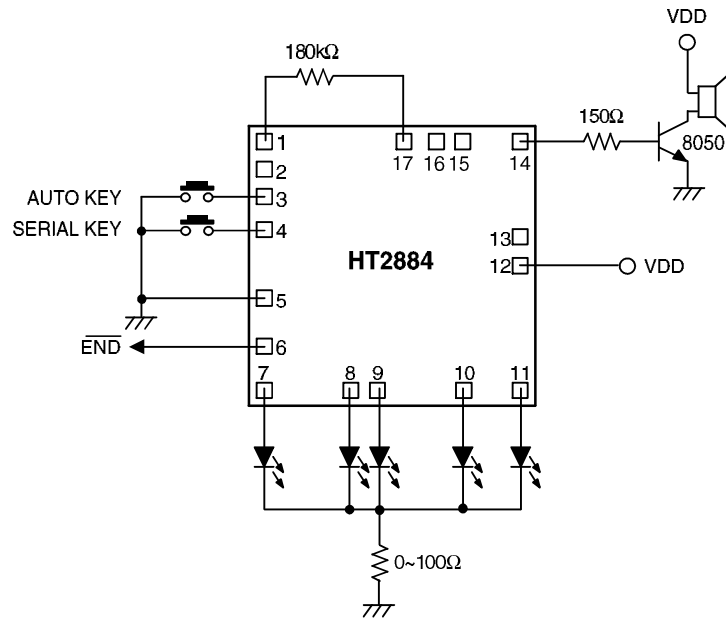 VDD
180kΩ
150Ω
8050
1
17
16
15
14
2
AUTO KEY
3
SERIAL KEY
4
13
HT2884
12
VDD
5
END
6
7
8
9
10
11
0~100Ω